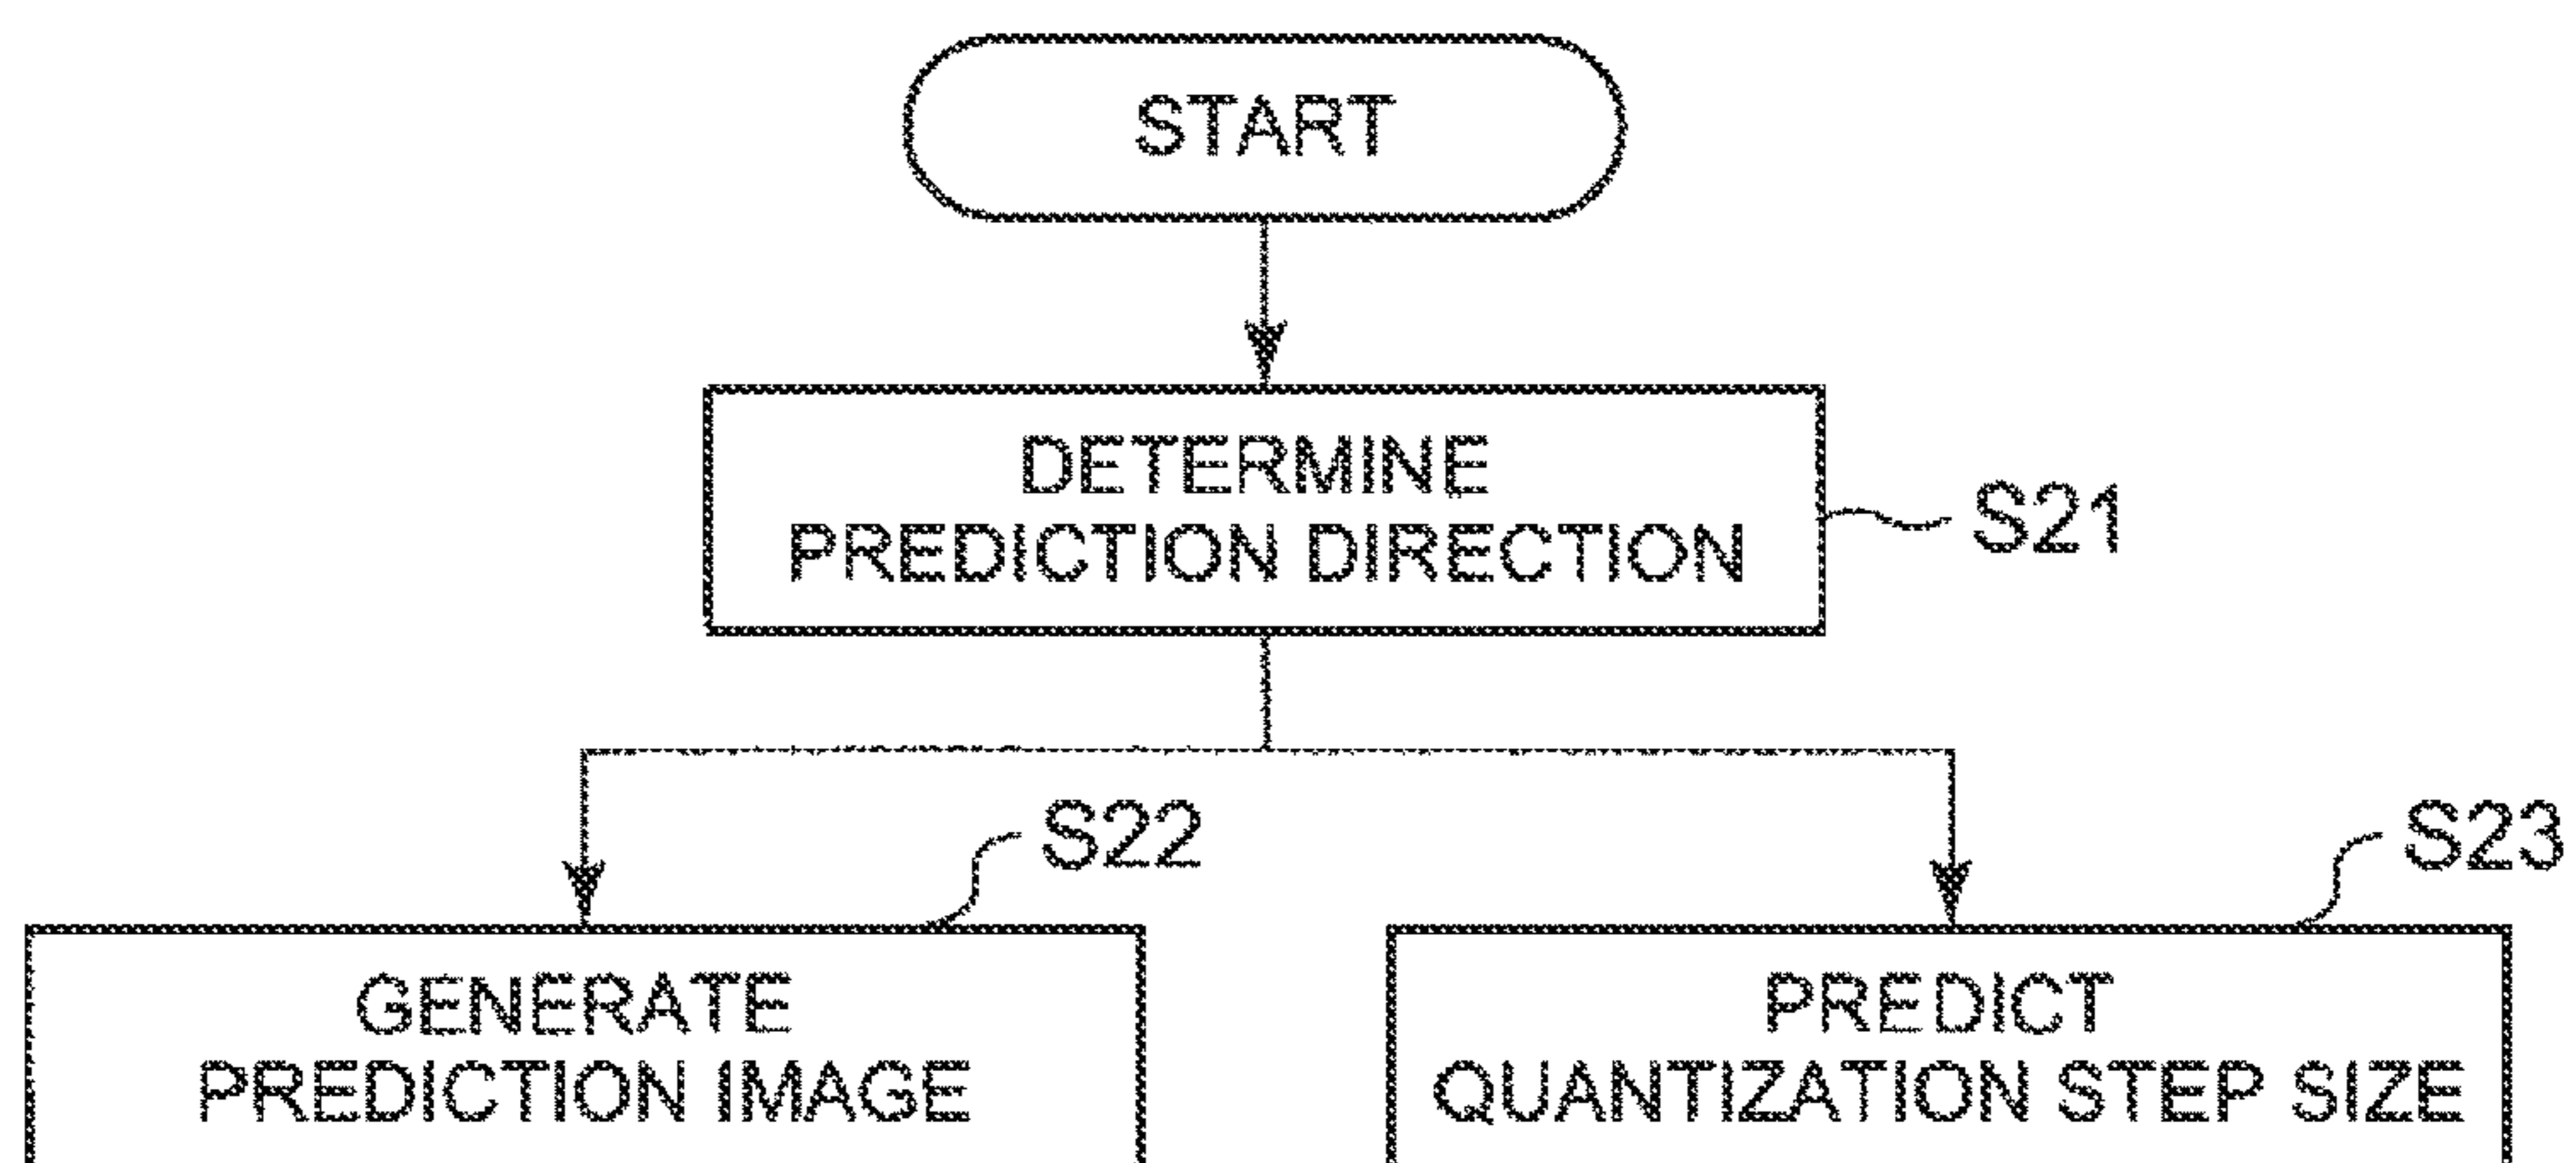 START
DETERMINE
PREDICTION DIRECTION
S21
S22
S23
GENERATE
PREDICTION IMAGE
PREDICT
QUANTIZATION STEP SIZE